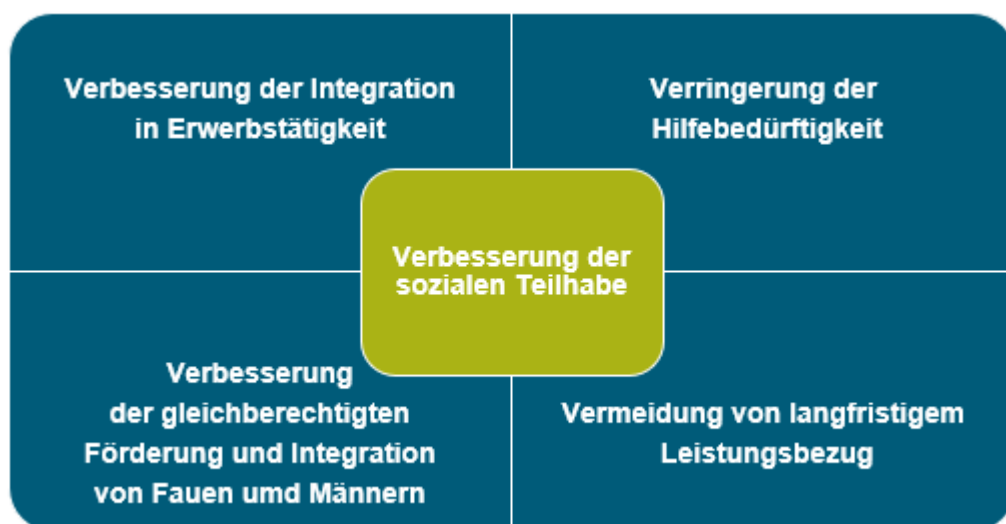 Verbesserung der Integration
in Erwerbstätigkeit
Verringerung der
Hilfebedürftigkeit
Verbesserung der
sozialen Teilhabe
Verbesserung
der gleichberechtigten
Förderung und Integration
von Fauen umd Männern
Vermeidung von langfristigem
Leistungsbezug